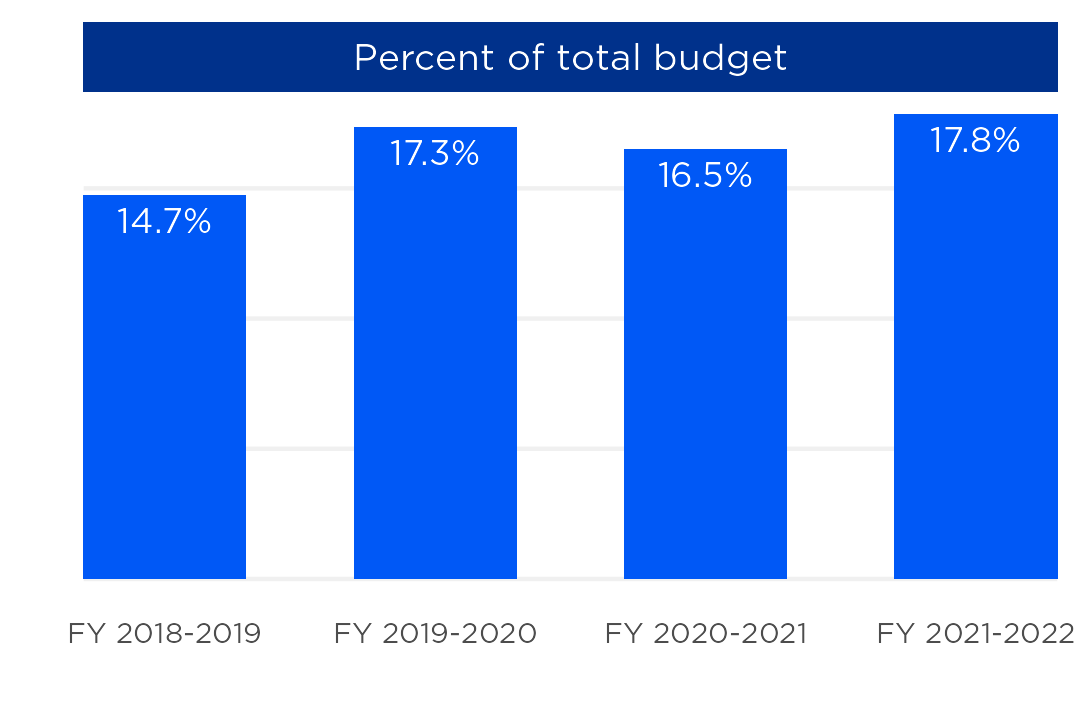 Percent of total budget
14.7%
17.3%
16.5%
17.8%
FY 2018-2019
FY 2019-2020
FY 2020-2021
FY 2021-2022